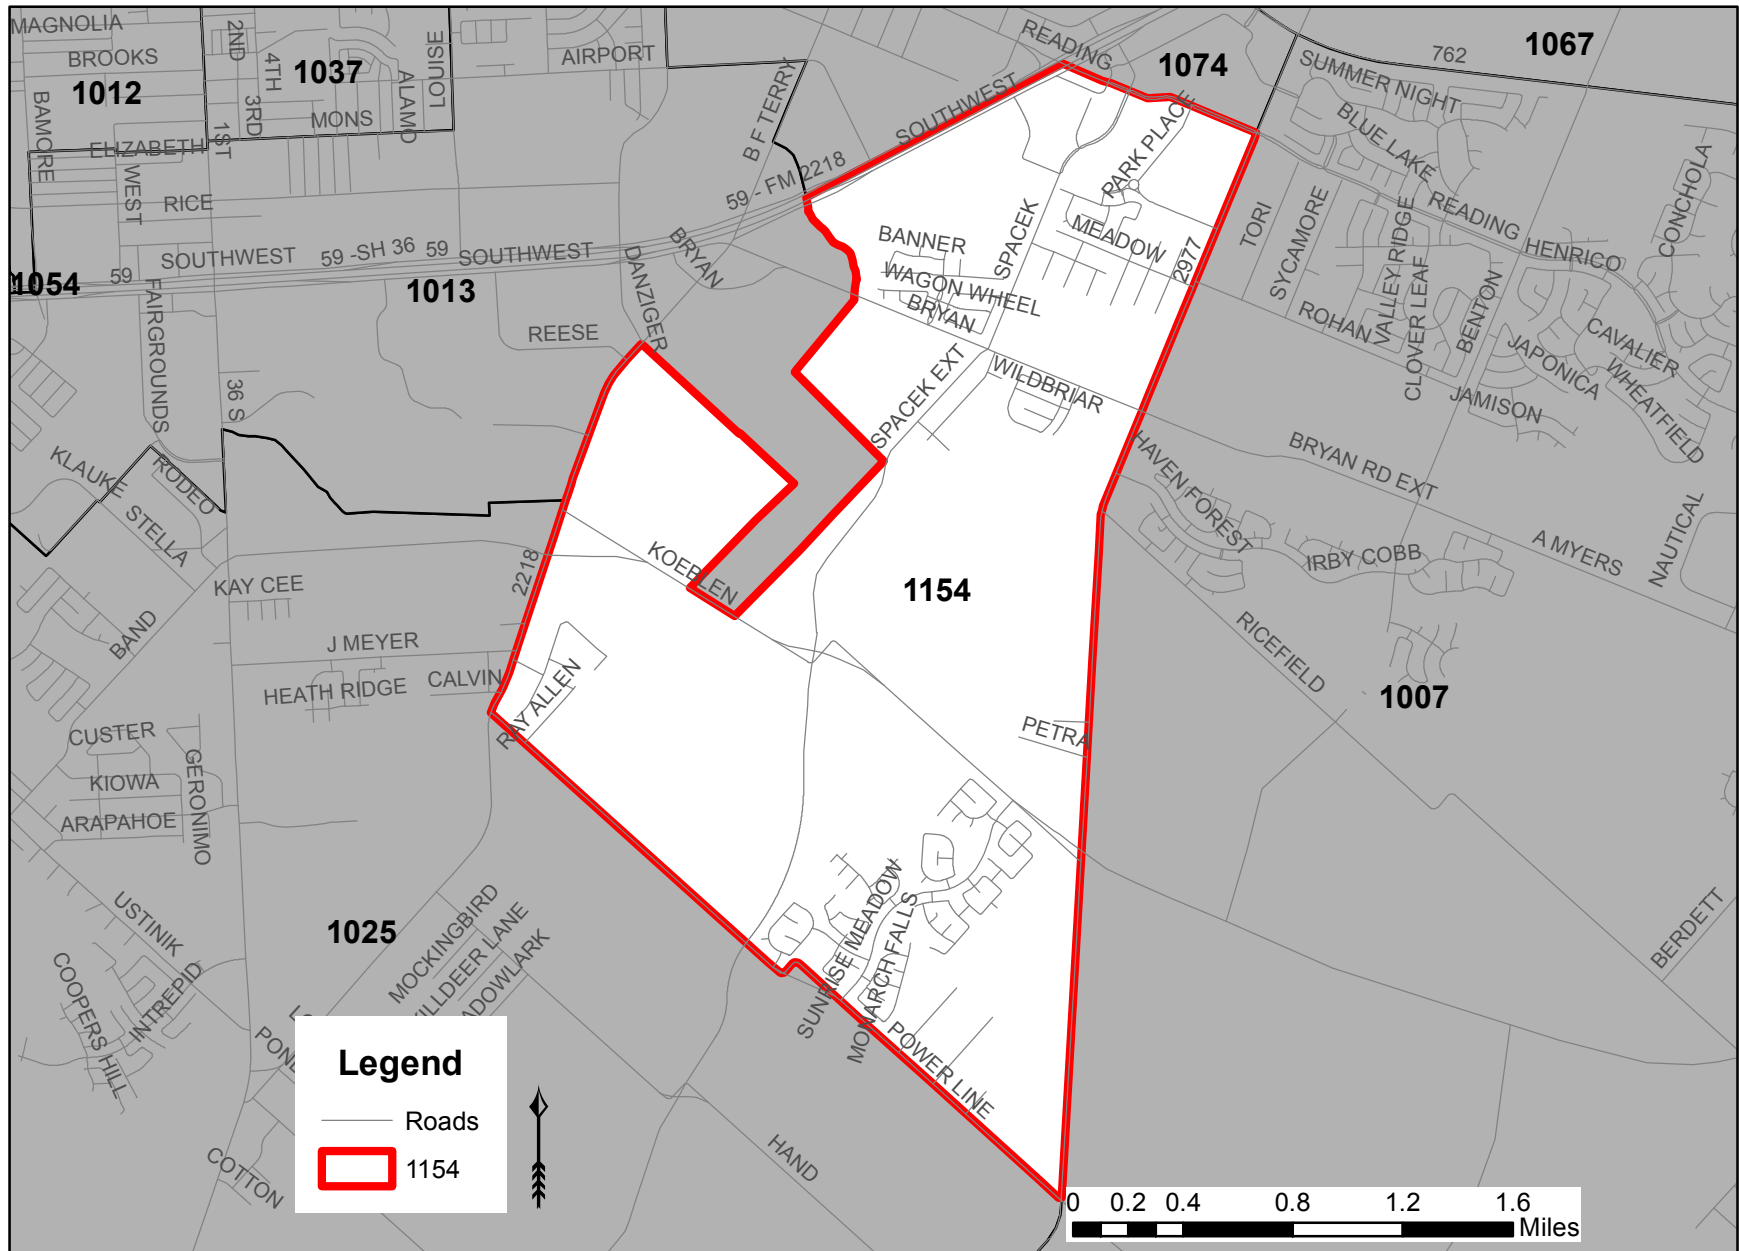 MAGNOLIA
BROOKS
1012
BAMORE
2ND
4TH
3RD
1ST
1037
ALAMO
LOUISE
MONS
AIRPORT
B F TERRY
ELIZABETH
WEST
RICE
READING
1074
1067
762
SUMMER NIGHT
BLUE LAKE
SOUTHWEST
59 - FM 2218
PARK PLACE
SPACEK
MEADOW
2977
TORI
SYCAMORE
READING
HENRICO
CONCHOLA
VALLEY RIDGE
CLOVER LEAF
BENTON
ROHAN
JAPONICA
CAVALIER
WHEATFIELD
JAMISON
1054
59
SOUTHWEST
59 -SH 36
59
SOUTHWEST
1013
FAIRGROUNDS
REESE
DANZIGER
BRYAN
BANNER
WAGON WHEEL
BRYAN
SPACEK EXT
WILDBRIAR
36 S
KLAUKE
RODEO
STELLA
HAVEN FOREST
BRYAN RD EXT
IRBY COBB
A MYERS
NAUTICAL
KAY CEE
2218
KOEBLEN
1154
BAND
J MEYER
HEATH RIDGE
CALVIN
RAY ALLEN
RICEFIELD
1007
PETRA
CUSTER
KIOWA
GERONIMO
ARAPAHOE
USTINIK
1025
MOCKINGBIRD
KILLDEER LANE
COOPERS HILL
INTREPID
SUNRISE MEADOW
MONARCH FALLS
POWER LINE
BERDETT
COTTON
HAND
Legend
Roads
1154
0 0.2 0.4 0.8 1.2 1.6
Miles